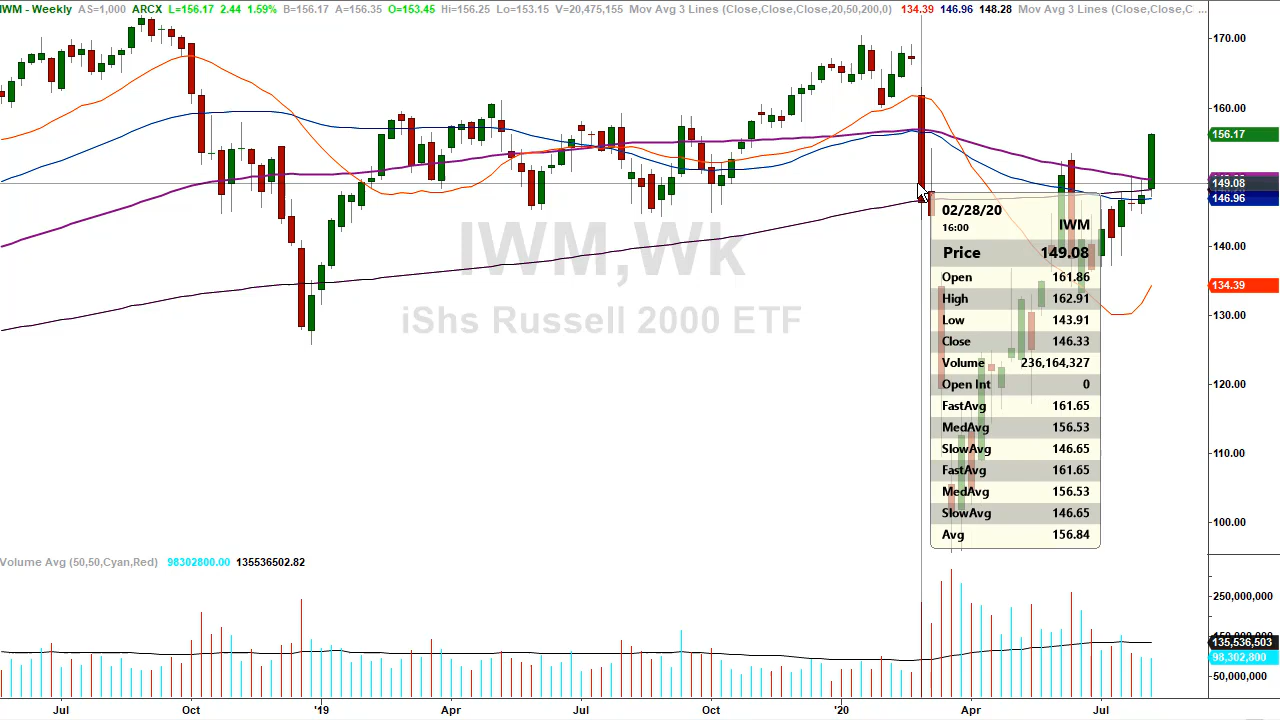 IWM - Weekly AS=1,000 ARCX L=156.17 2.44 1.59% B=156.17 A=156.35 O=153.45 Hi=156.25 Lo=153.15 V=20,475,155 Mov Avg 3 Lines (Close,Close,Close,20,50,200,0) 134.39 146.96 148.28 Mov Avg 3 Lines (Close,Close,C ...
170.00
160.00
156.17
149.08
146.96
140.00
134.39
130.00
120.00
110.00
100.00
IWM,Wk
iShs Russell 2000 ETF
02/28/20
16:00 IWM
Price 149.08
Open 161.86
High 162.91
Low 143.91
Close 146.33
Volume 236,164,327
Open Int 0
FastAvg 161.65
MedAvg 156.53
SlowAvg 146.65
FastAvg 161.65
MedAvg 156.53
SlowAvg 146.65
Avg 156.84
Volume Avg (50,50,Cyan,Red) 98302800.00 135536502.82
250,000,000
135,536,503
98,302,800
50,000,000
Jul Oct '19 Apr Jul Oct '20 Apr Jul